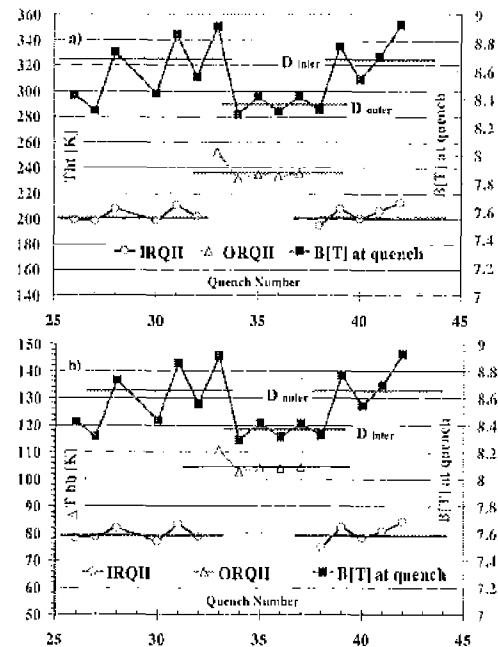 360
340
320
300
280
260
240
220
200
180
160
140
a)
D inter
D outer
Tht [K]
B[T] at quench
9
8.8
8.6
8.4
8.2
8
7.8
7.6
7.4
7.2
7
IRQH ORQH B[T] at quench
Quench Number
25 30 35 40 45
150
140
130
120
110
100
90
80
70
60
50
b)
D outer
D inter
Δ T hb [K]
B[T] at quench
9
8.8
8.6
8.4
8.2
8
7.8
7.6
7.4
7.2
7
IRQH ORQH B[T] at quench
Quench Number
25 30 35 40 45